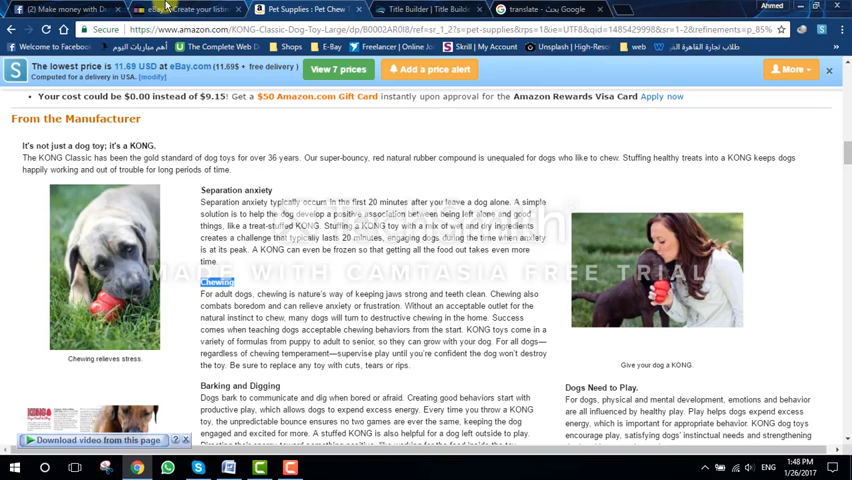 (2) Make money with Dro
eBay: Create your listin
Pet Supplies : Pet Chew T
Title Builder | Title Builde
translate - بحث Google
Ahmed
Secure
https://www.amazon.com/KONG-Classic-Dog-Toy-Large/dp/B0002AR0I8/ref=sr_1_2?s=pet-supplies&rps=1&ie=UTF8&qid=1485429998&sr=1-2&refinements=p_85%
Apps
أهم مباريات اليوم
The Complete Web D
Shops
E-Bay
Freelancer | Online Jo
Skrill | My Account
Unsplash | High-Resol
web
طلاب تجارة القاهرة الت
The lowest price is 11.69 USD at eBay.com (11.69$ + free delivery )
Computed for a delivery in USA. [modify]
View 7 prices
Add a price alert
More
Your cost could be $0.00 instead of $9.15! Get a $50 Amazon.com Gift Card instantly upon approval for the Amazon Rewards Visa Card Apply now
From the Manufacturer
It's not just a dog toy; it's a KONG.
The KONG Classic has been the gold standard of dog toys for over 36 years. Our super-bouncy, red natural rubber compound is unequaled for dogs who like to chew. Stuffing healthy treats into a KONG keeps dogs
happily working and out of trouble for long periods of time.
Separation anxiety
Separation anxiety typically occurs in the first 20 minutes after you leave a dog alone. A simple
solution is to help the dog develop a positive association between being left alone and good
things, like a treat-stuffed KONG. Stuffing a KONG toy with a mix of wet and dry ingredients
creates a challenge that typically lasts 20 minutes, engaging dogs during the time when anxiety
is at its peak. A KONG can even be frozen so that getting all the food out takes even more
time.
TechSmith
MADE WITH CAMTASIA FREE TRIAL
Chewing
For adult dogs, chewing is nature's way of keeping jaws strong and teeth clean. Chewing also
combats boredom and can relieve anxiety or frustration. Without an acceptable outlet for the
natural instinct to chew, many dogs will turn to destructive chewing in the home. Success
comes when teaching dogs acceptable chewing behaviors from the start. KONG toys come in a
variety of formulas from puppy to adult to senior, so they can grow with your dog. For all dogs—
regardless of chewing temperament—supervise play until you're confident the dog won't destroy
the toy. Be sure to replace any toy with cuts, tears or rips.
Chewing relieves stress.
Give your dog a KONG.
Barking and Digging
Dogs bark to communicate and dig when bored or afraid. Creating good behaviors start with
productive play, which allows dogs to expend excess energy. Every time you throw a KONG
toy, the unpredictable bounce ensures no two games are ever the same, keeping the dog
engaged and excited for more. A stuffed KONG is also helpful for a dog left outside to play.
Dogs Need to Play.
For dogs, physical and mental development, emotions and behavior
are all influenced by healthy play. Play helps dogs expend excess
energy, which is important for appropriate behavior. KONG dog toys
encourage play, satisfying dogs' instinctual needs and strengthening
KONG
Download video from this page
ENG
1:48 PM
1/26/2017